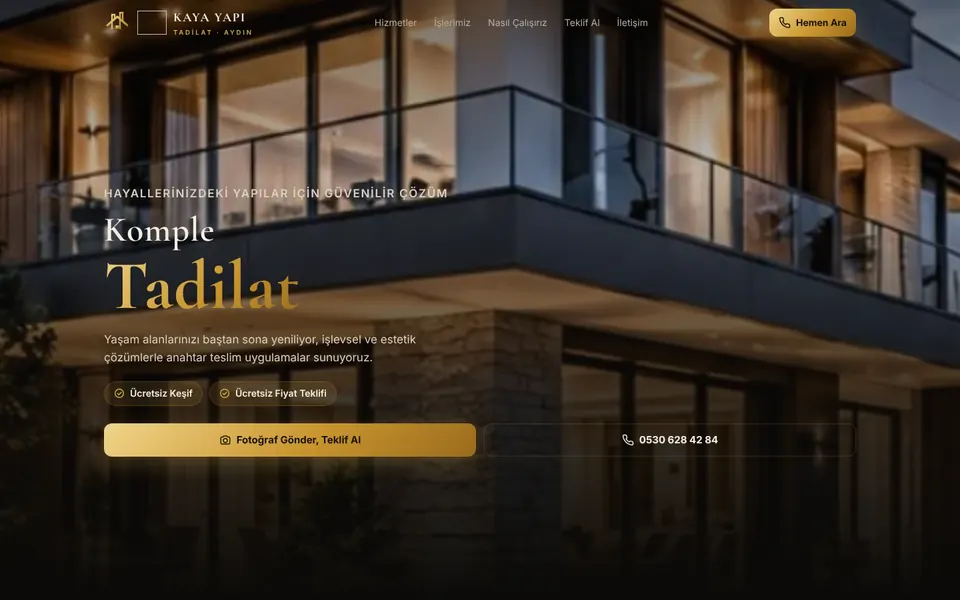 KAYA YAPI
TADİLAT · AYDIN
Hizmetler
İşlerimiz
Nasıl Çalışırız
Teklif Al
İletişim
Hemen Ara
HAYALLERİNİZDEKİ YAPILAR İÇİN GÜVENİLİR ÇÖZÜM
Komple
Tadilat
Yaşam alanlarınızı baştan sona yeniliyor, işlevsel ve estetik
çözümlerle anahtar teslim uygulamalar sunuyoruz.
Ücretsiz Keşif
Ücretsiz Fiyat Teklifi
Fotoğraf Gönder, Teklif Al
0530 628 42 84